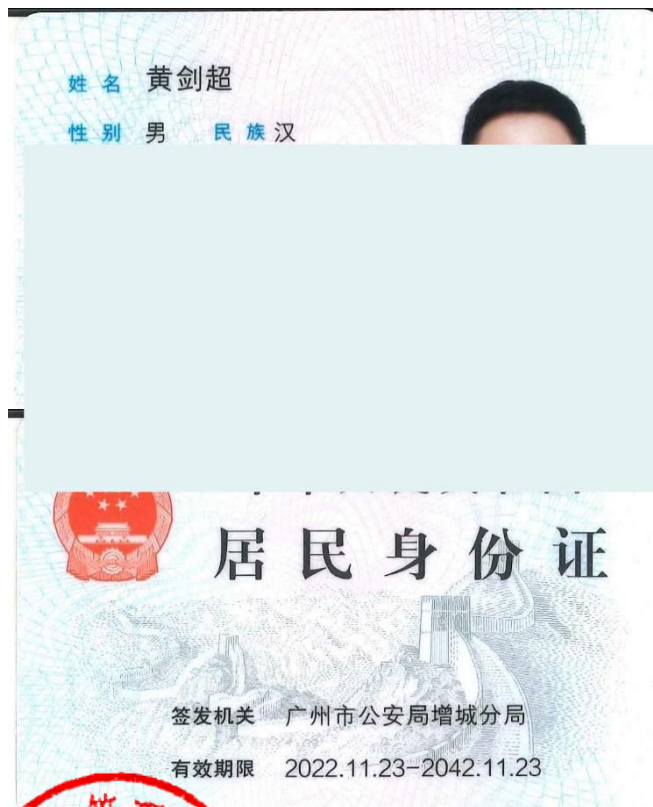 姓名 黄剑超
性别 男 民族 汉
居民身份证
签发机关 广州市公安局增城分局
有效期限 2022.11.23-2042.11.23